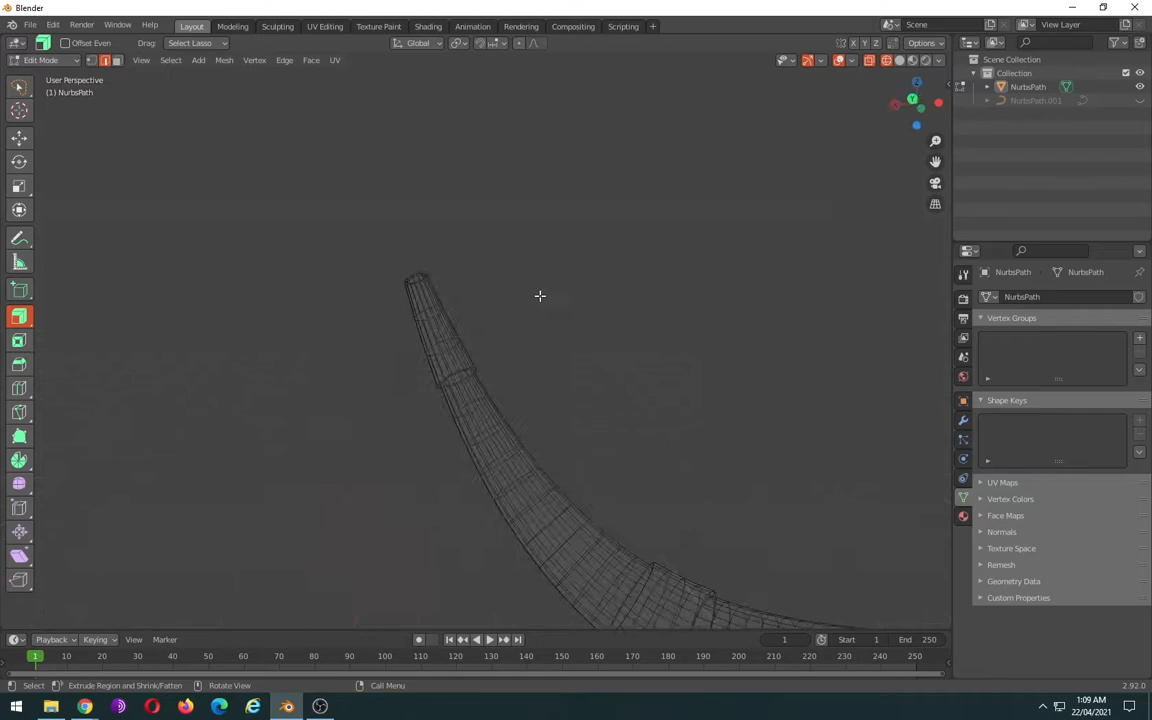 Blender
File Edit Render Window Help Layout Modeling Sculpting UV Editing Texture Paint Shading Animation Rendering Compositing Scripting + Scene View Layer
Offset Even Drag: Select Lasso Global X Y Z Options
Edit Mode View Select Add Mesh Vertex Edge Face UV
User Perspective
(1) NurbsPath
Z
Y
Scene Collection
Collection
NurbsPath
NurbsPath.001
NurbsPath NurbsPath
NurbsPath
Vertex Groups
Shape Keys
UV Maps
Vertex Colors
Face Maps
Normals
Texture Space
Remesh
Geometry Data
Custom Properties
Playback Keying View Marker 1 Start 1 End 250
1 10 20 30 40 50 60 70 80 90 100 110 120 130 140 150 160 170 180 190 200 210 220 230 240 250
Select Extrude Region and Shrink/Fatten Rotate View Call Menu 2.92.0
1:09 AM
22/04/2021